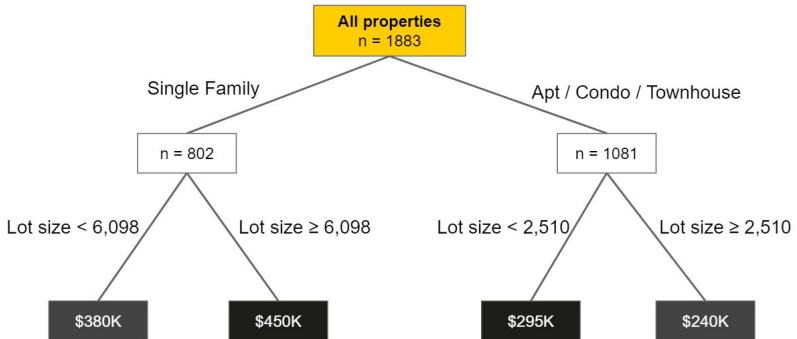 All properties
n = 1883
Single Family
Apt / Condo / Townhouse
n = 802
n = 1081
Lot size < 6,098
Lot size ≥ 6,098
Lot size < 2,510
Lot size ≥ 2,510
$380K
$450K
$295K
$240K